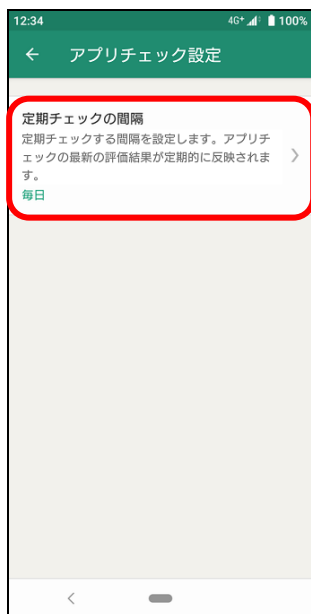 12:34 4G+ 100%
アプリチェック設定
定期チェックの間隔
定期チェックする間隔を設定します。アプリチ
ェックの最新の評価結果が定期的に反映されま
す。
毎日